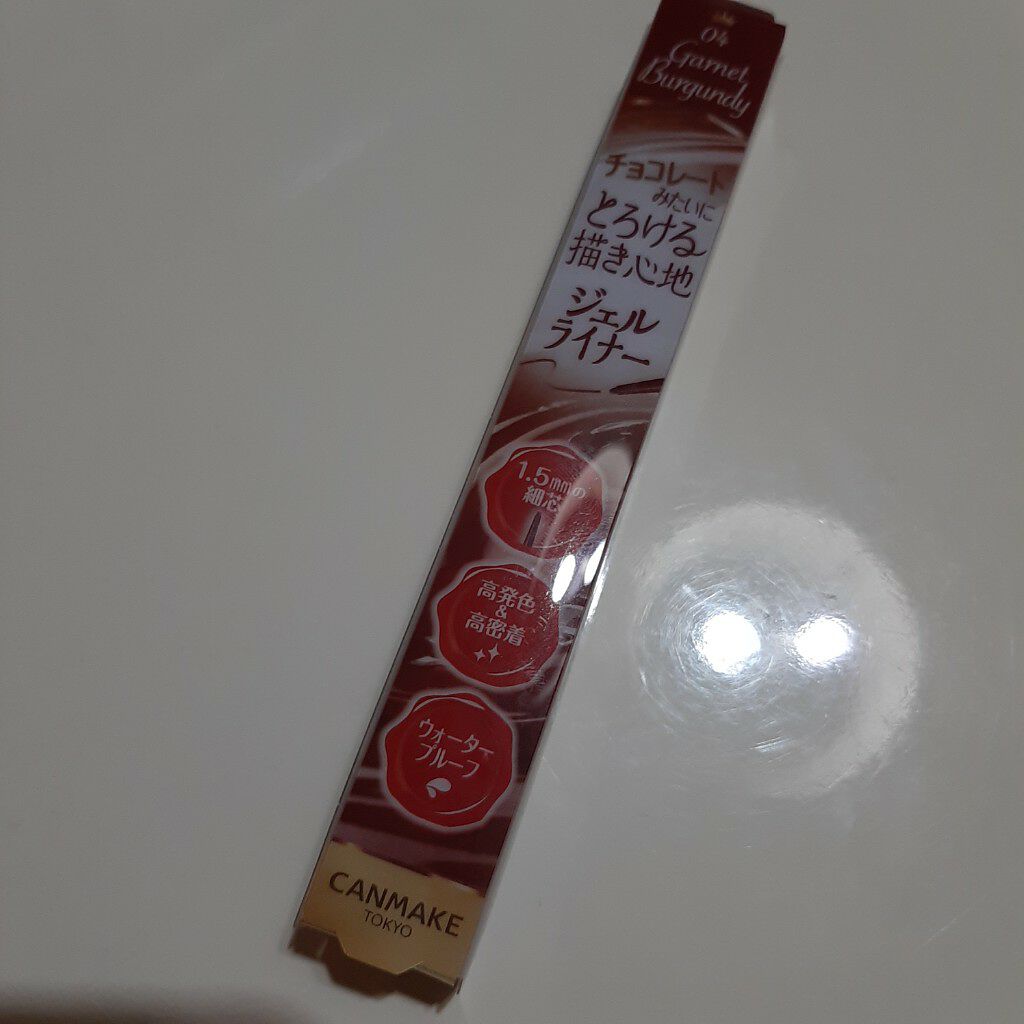 04
Garnet
Burgundy
チョコレート
みたいに
とろける
描き心地
ジェル
ライナー
1.5mmの
細芯
高発色
&
高密着
ウォーター
プルーフ
CANMAKE
TOKYO